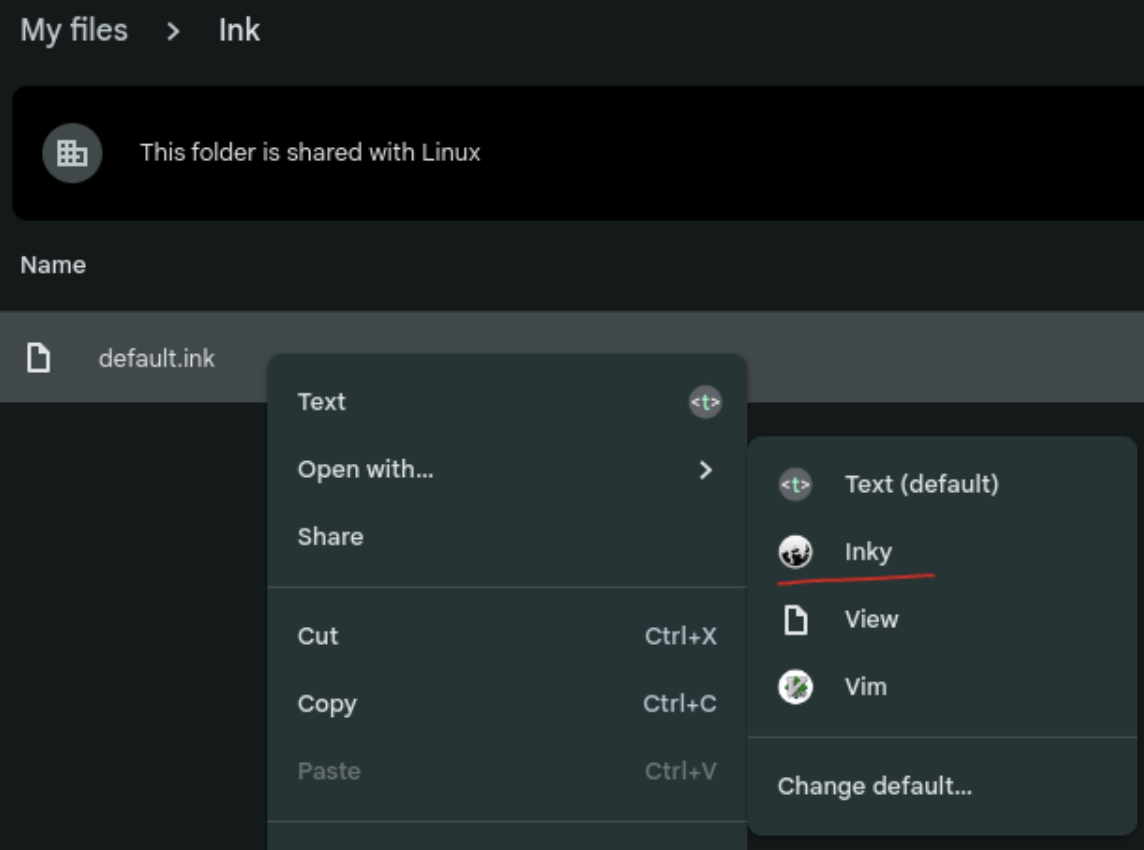 My files > Ink
This folder is shared with Linux
Name
default.ink
Text <t>
Open with... >
Share
Cut Ctrl+X
Copy Ctrl+C
Paste Ctrl+V
<t> Text (default)
Inky
View
Vim
Change default...